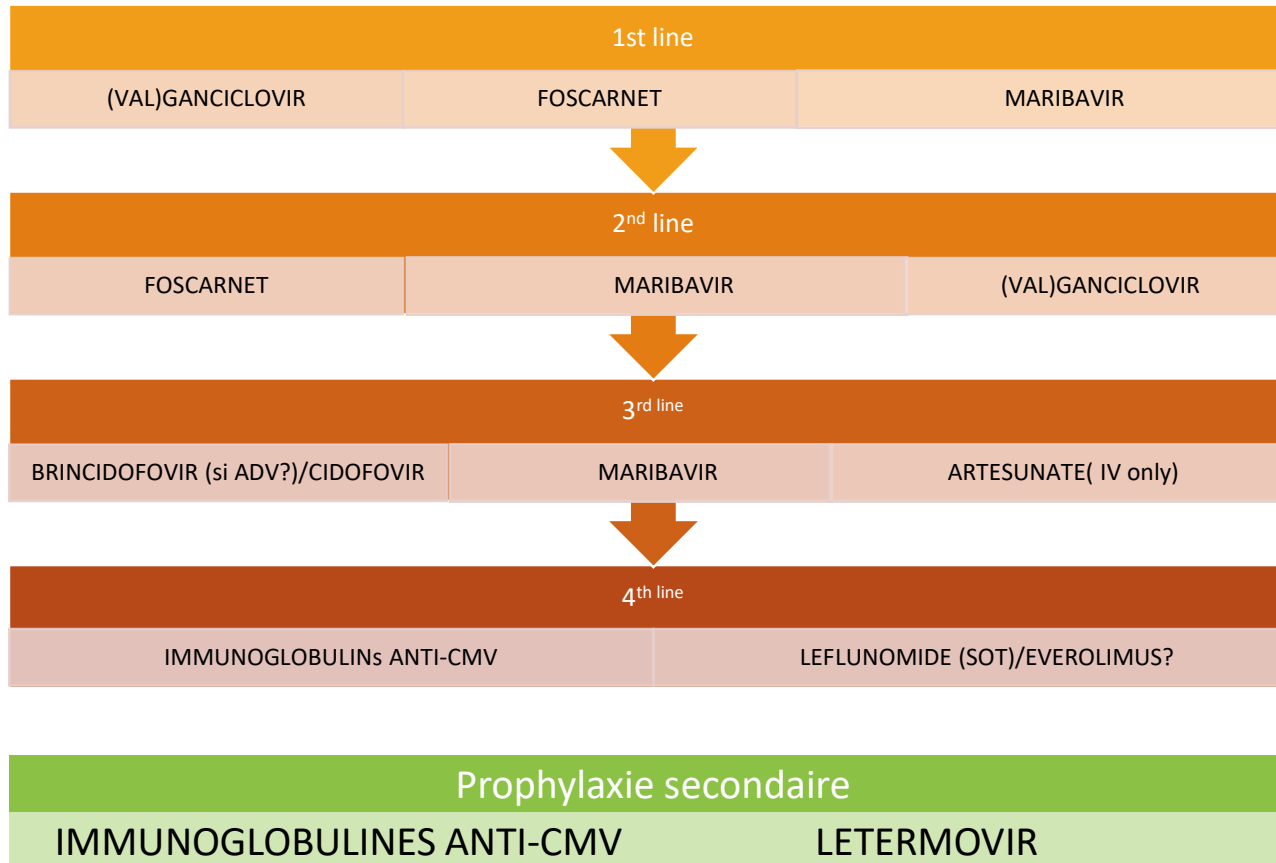 1st line
(VAL)GANCICLOVIR FOSCARNET MARIBAVIR
2nd line
FOSCARNET MARIBAVIR (VAL)GANCICLOVIR
3rd line
BRINCIDOFOVIR (si ADV?)/CIDOFOVIR MARIBAVIR ARTESUNATE( IV only)
4th line
IMMUNOGLOBULINs ANTI-CMV LEFLUNOMIDE (SOT)/EVEROLIMUS?
Prophylaxie secondaire
IMMUNOGLOBULINES ANTI-CMV LETERMOVIR